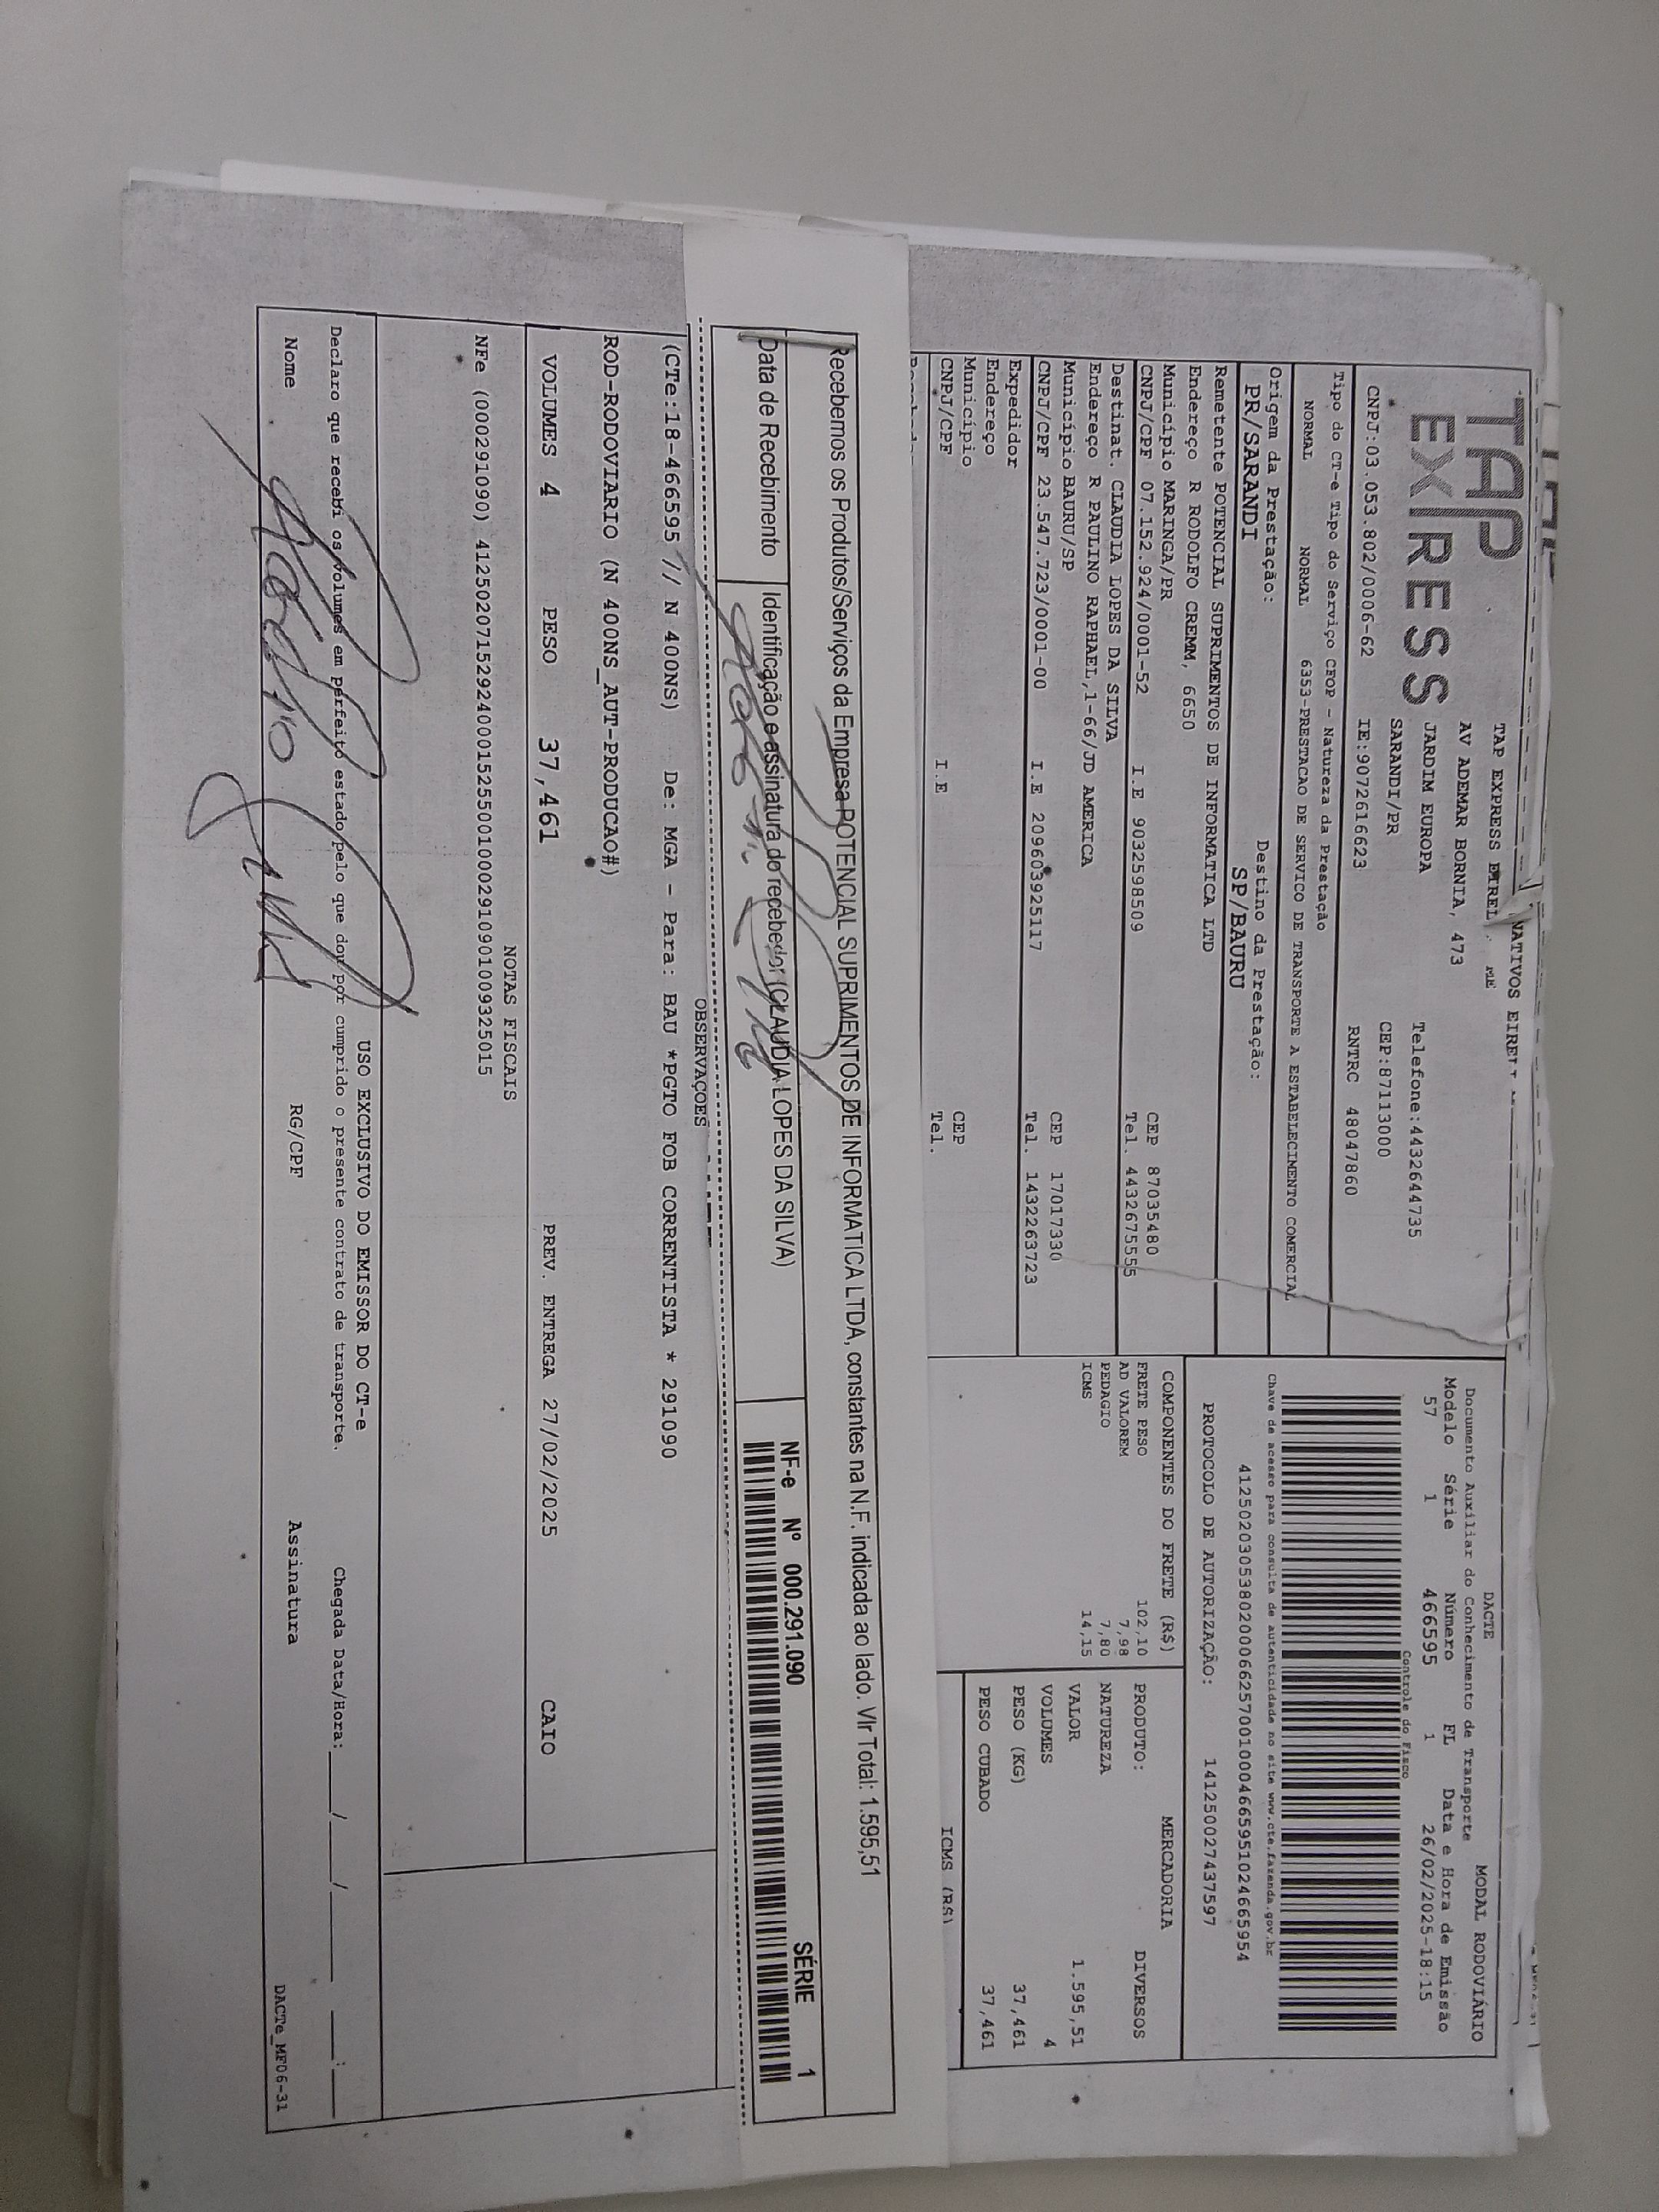 TAP EXPRESS
TAP EXPRESS EIREL ME
AV ADEMAR BORNIA, 473
JARDIM EUROPA Telefone:4432644735
SARANDI/PR CEP:87113000
CNPJ:03.053.802/0006-62 IE:9072616623 RNTRC 48047860
Tipo do CT-e Tipo do Serviço CFOP - Natureza da Prestação
NORMAL NORMAL 6353-PRESTACAO DE SERVICO DE TRANSPORTE A ESTABELECIMENTO COMERCIAL
Origem da Prestação: Destino da Prestação:
PR/SARANDI SP/BAURU
Remetente POTENCIAL SUPRIMENTOS DE INFORMATICA LTD
Endereço R RODOLFO CREMM, 6650
Município MARINGA/PR CEP 87035480
CNPJ/CPF 07.152.924/0001-52 I.E 9032598509 Tel. 4432675555
Destinat. CLAUDIA LOPES DA SILVA
Endereço R PAULINO RAPHAEL,1-66/JD AMERICA
Município BAURU/SP CEP 17017330
CNPJ/CPF 23.547.723/0001-00 I.E 209603925117 Tel. 1432263723
Expedidor
Endereço
Município CEP
CNPJ/CPF I.E Tel.
DACTE MODAL RODOVIÁRIO
Documento Auxiliar do Conhecimento de Transporte
Modelo Série Número FL Data e Hora de Emissão
57 1 466595 1 26/02/2025-18:15
Controle do Fisco
Chave de acesso para consulta de autenticidade no site www.cte.fazenda.gov.br
41250203053802000662570010004665951024665954
PROTOCOLO DE AUTORIZAÇÃO: 141250027437597
COMPONENTES DO FRETE (R$)
FRETE PESO 102,10
AD VALOREM 7,98
PEDAGIO 7,80
ICMS 14,15
MERCADORIA
PRODUTO: DIVERSOS
NATUREZA
VALOR 1.595,51
VOLUMES 4
PESO (KG) 37,461
PESO CUBADO 37,461
ICMS (R$)
Recebemos os Produtos/Serviços da Empresa POTENCIAL SUPRIMENTOS DE INFORMATICA LTDA, constantes na N.F. indicada ao lado. Vlr Total: 1.595,51
Data de Recebimento Identificação e assinatura do recebedor (CLAUDIA LOPES DA SILVA) NF-e Nº 000.291.090 SÉRIE 1
OBSERVAÇOES
(CTe:18-466595 // N 400NS) De: MGA - Para: BAU *PGTO FOB CORRENTISTA * 291090
ROD-RODOVIARIO (N 400NS_AUT-PRODUCAO#)
VOLUMES 4 PESO 37,461 PREV. ENTREGA 27/02/2025 CAIO
NOTAS FISCAIS
NFe (000291090) 41250207152924000152550010002910901009325015
USO EXCLUSIVO DO EMISSOR DO CT-e
Declaro que recebi os volumes em perfeito estado pelo que dou por cumprido o presente contrato de transporte. Chegada Data/Hora:___/___/______ ___:___
Nome RG/CPF Assinatura DACTe_MF06-31